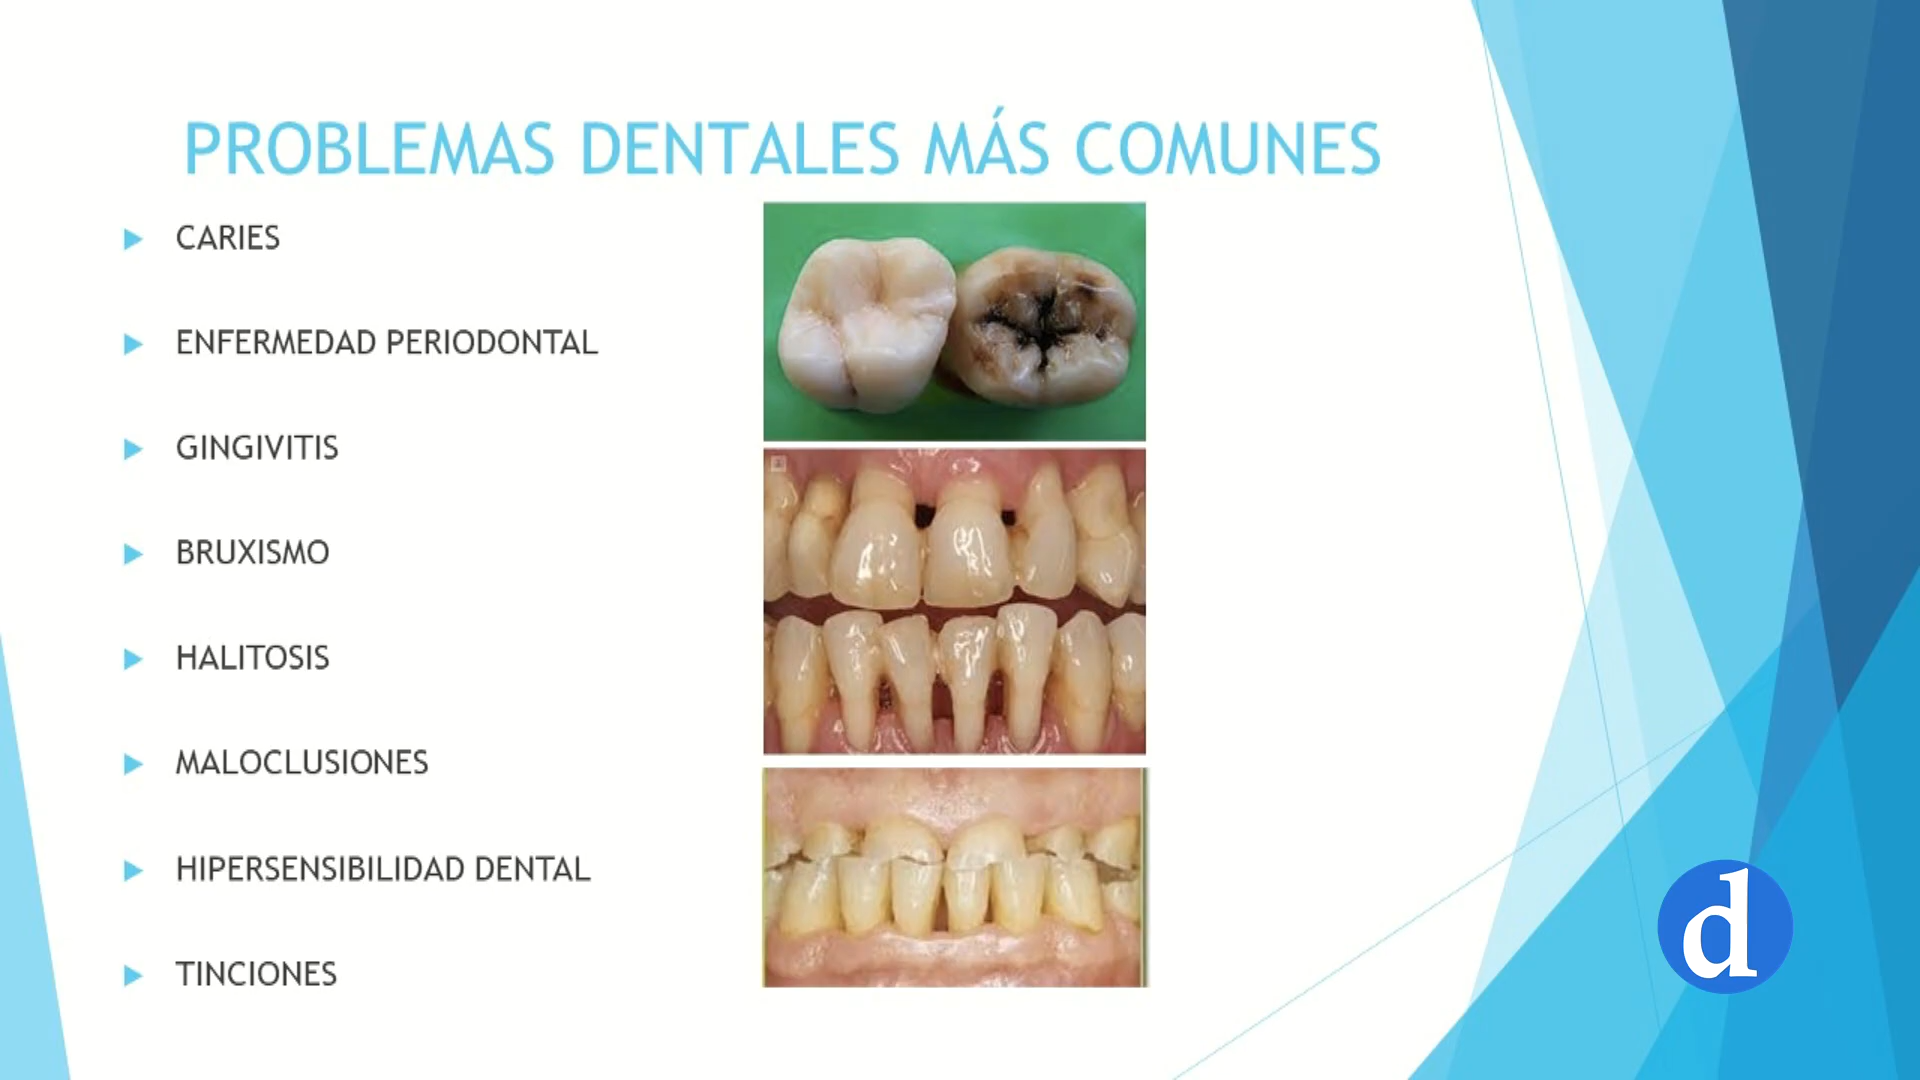 PROBLEMAS DENTALES MÁS COMUNES
CARIES
ENFERMEDAD PERIODONTAL
GINGIVITIS
BRUXISMO
HALITOSIS
MALOCLUSIONES
HIPERSENSIBILIDAD DENTAL
TINCIONES
d